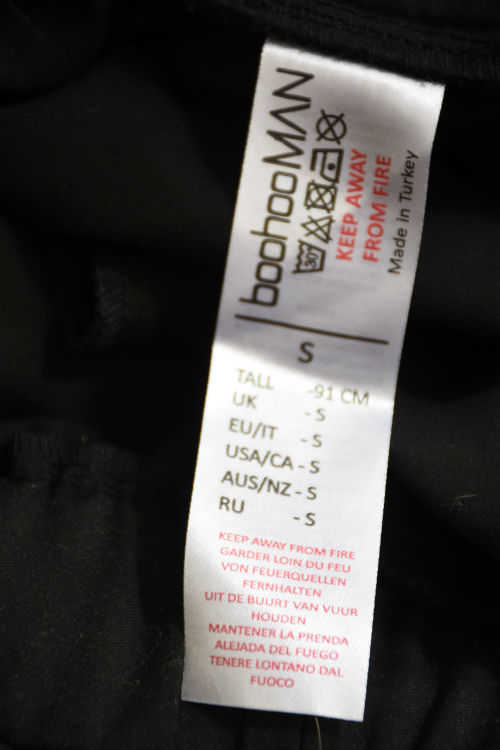 boohooMAN
30°
KEEP AWAY
FROM FIRE
Made in Turkey
S
TALL -91 CM
UK - S
EU/IT - S
USA/CA - S
AUS/NZ - S
RU - S
KEEP AWAY FROM FIRE
GARDER LOIN DU FEU
VON FEUERQUELLEN
FERNHALTEN
UIT DE BUURT VAN VUUR
HOUDEN
MANTENER LA PRENDA
ALEJADA DEL FUEGO
TENERE LONTANO DAL
FUOCO